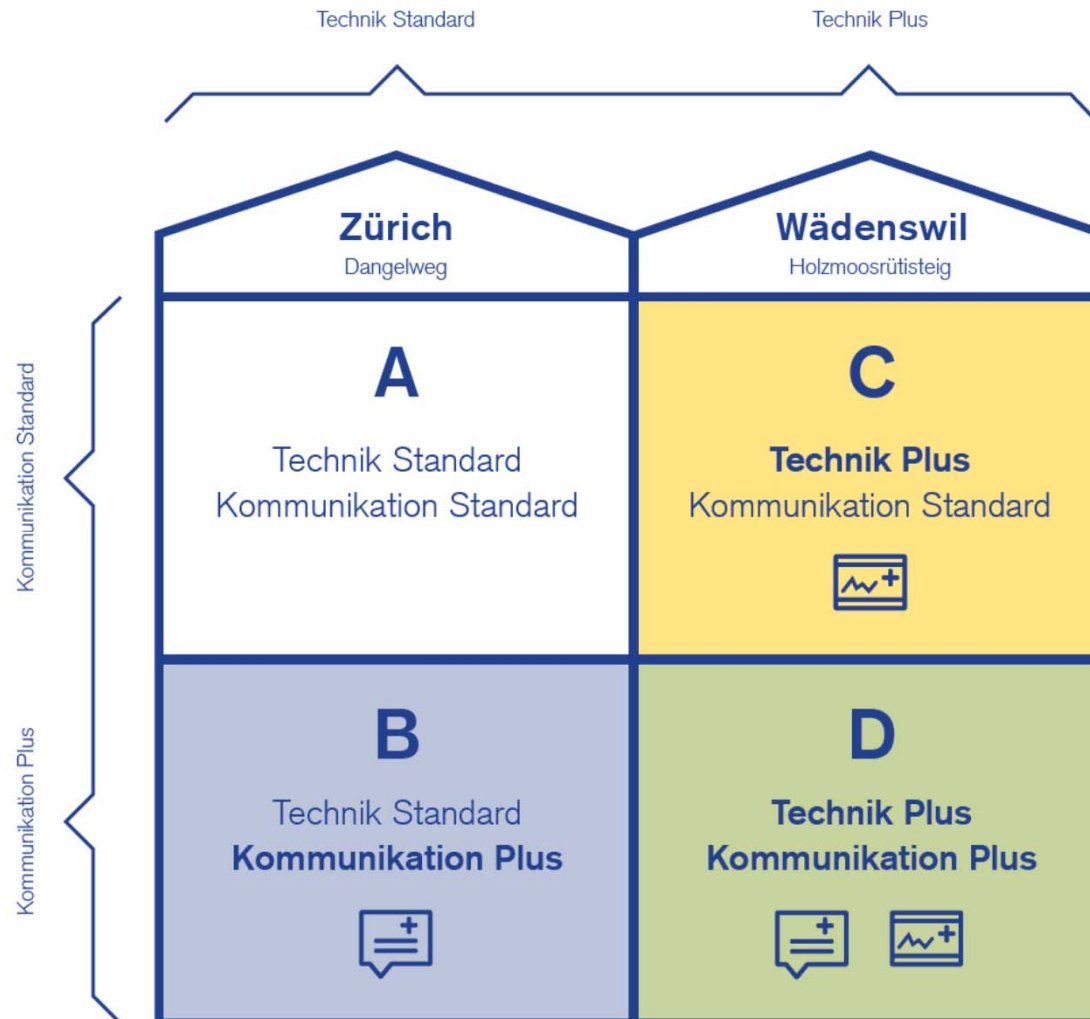 Technik Standard
Technik Plus
Zürich
Dangelweg
Wädenswil
Holzmoosrütisteig
Kommunikation Standard
A
Technik Standard
Kommunikation Standard
C
Technik Plus
Kommunikation Standard
Kommunikation Plus
B
Technik Standard
Kommunikation Plus
D
Technik Plus
Kommunikation Plus